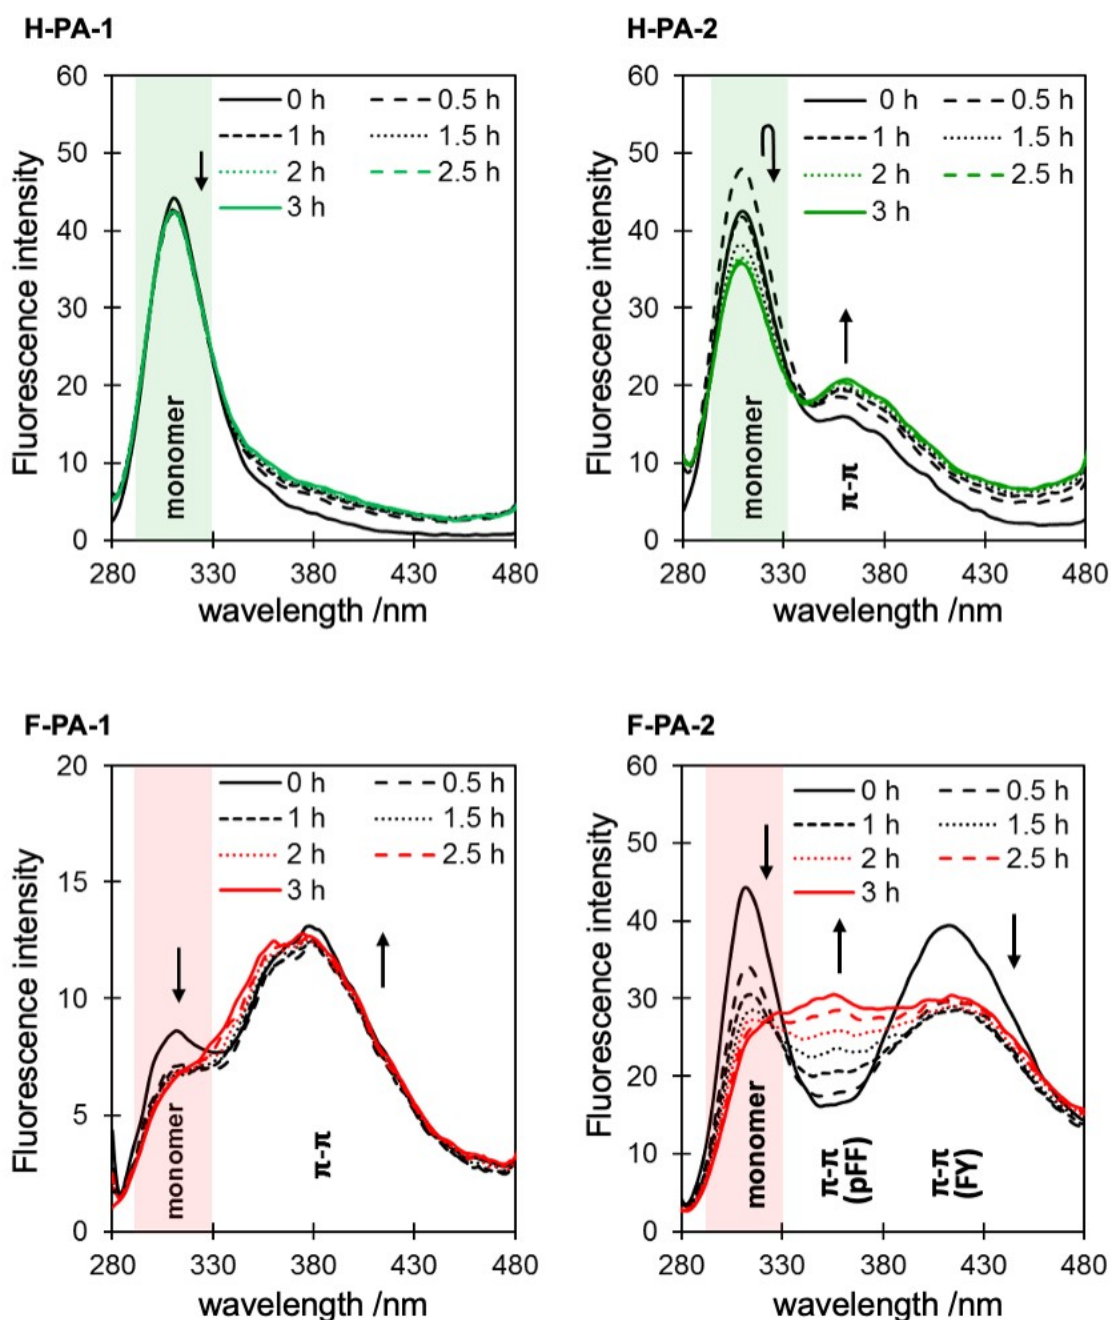 H-PA-1
60
50
40
30
20
10
0
Fluorescence intensity
0 h
0.5 h
1 h
1.5 h
2 h
2.5 h
3 h
monomer
280 330 380 430 480
wavelength /nm
H-PA-2
60
50
40
30
20
10
0
Fluorescence intensity
0 h
0.5 h
1 h
1.5 h
2 h
2.5 h
3 h
monomer
π-π
280 330 380 430 480
wavelength /nm
F-PA-1
20
15
10
5
0
Fluorescence intensity
0 h
0.5 h
1 h
1.5 h
2 h
2.5 h
3 h
monomer
π-π
280 330 380 430 480
wavelength /nm
F-PA-2
60
50
40
30
20
10
0
Fluorescence intensity
0 h
0.5 h
1 h
1.5 h
2 h
2.5 h
3 h
monomer
π-π
(pFF)
π-π
(FY)
280 330 380 430 480
wavelength /nm